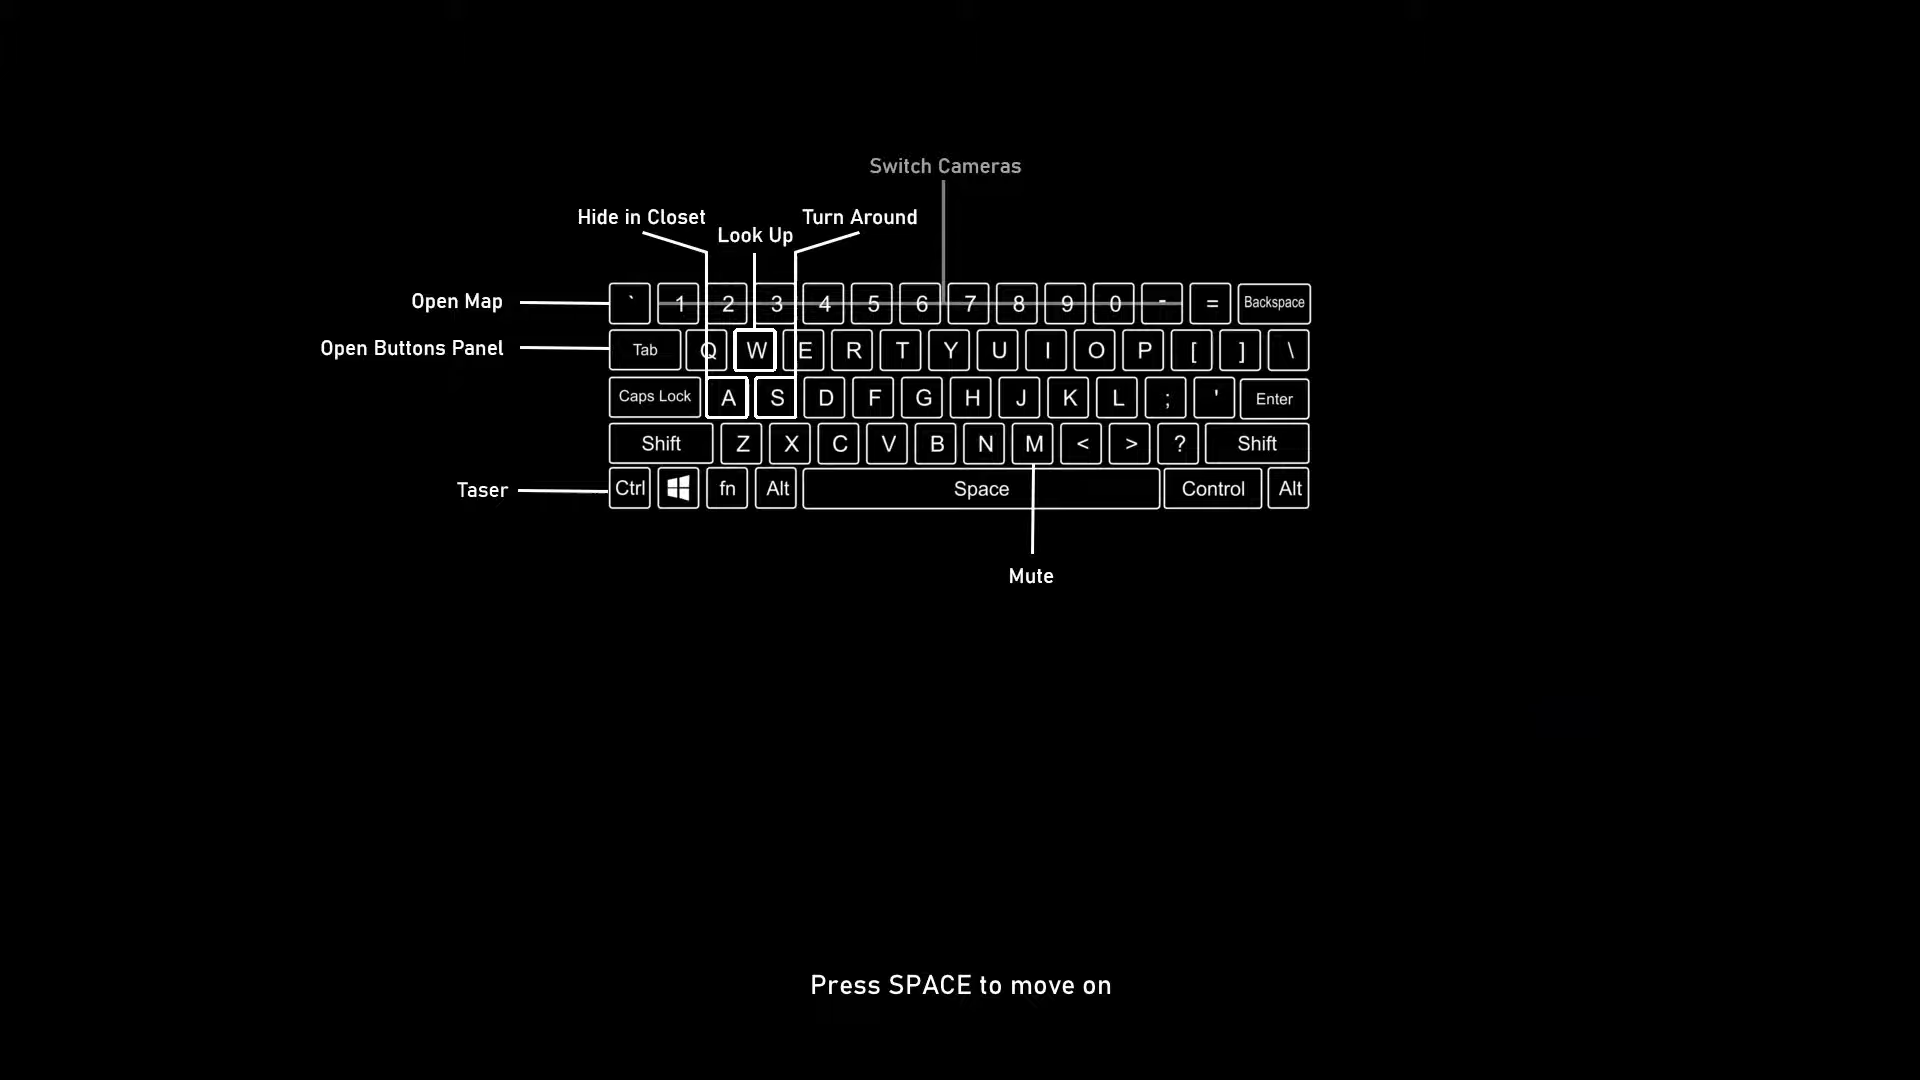 Switch Cameras
Hide in Closet
Turn Around
Look Up
Open Map
` 1 2 3 4 5 6 7 8 9 0 - = Backspace
Open Buttons Panel
Tab Q W E R T Y U I O P [ ] \
Caps Lock A S D F G H J K L ; ' Enter
Shift Z X C V B N M < > ? Shift
Taser
Ctrl fn Alt Space Control Alt
Mute
Press SPACE to move on